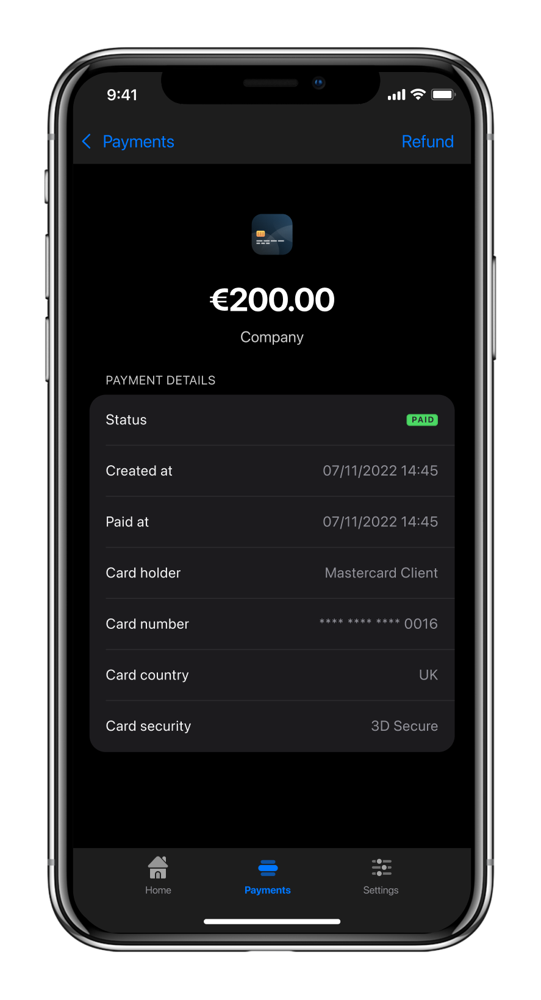 9:41
Payments Refund
€200.00
Company
PAYMENT DETAILS
Status PAID
Created at 07/11/2022 14:45
Paid at 07/11/2022 14:45
Card holder Mastercard Client
Card number **** **** **** 0016
Card country UK
Card security 3D Secure
Home Payments Settings